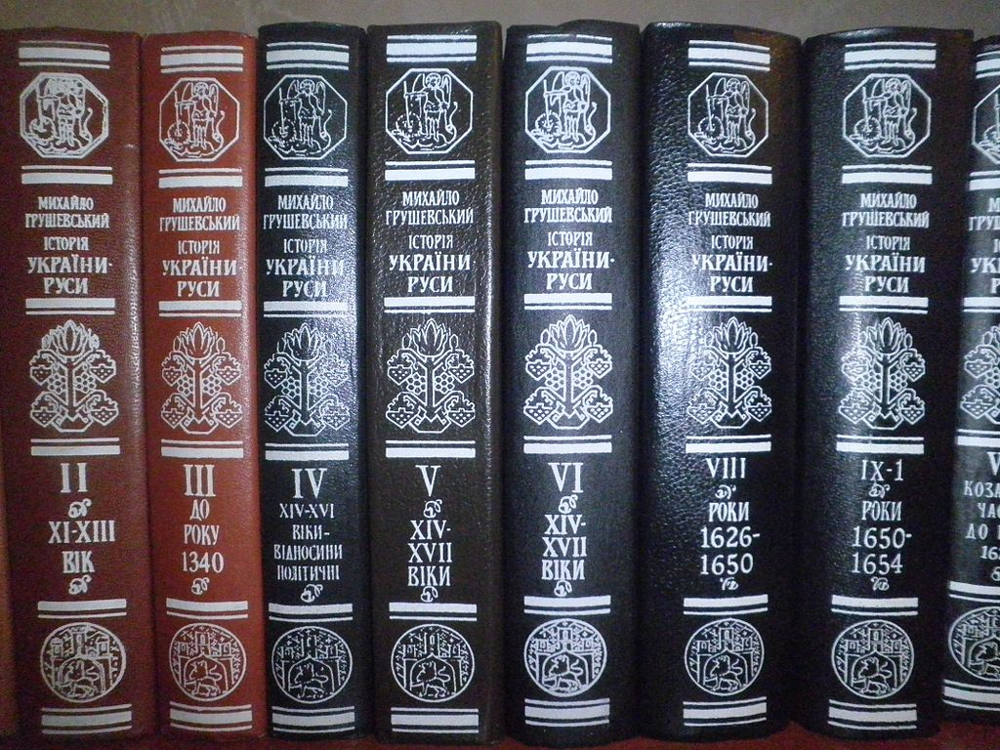 МИХАЙЛО
ГРУШЕВСЬКИЙ
ІСТОРІЯ
УКРАЇНИ-
РУСИ
II
XI-XIII
ВІК
МИХАЙЛО
ГРУШЕВСЬКИЙ
ІСТОРІЯ
УКРАЇНИ-
РУСИ
III
ДО
РОКУ
1340
МИХАЙЛО
ГРУШЕВСЬКИЙ
ІСТОРІЯ
УКРАЇНИ
РУСИ
IV
XIV-XVI
ВІКИ-
ВІДНОСИНИ
ПОЛІТИЧНІ
МИХАЙЛО
ГРУШЕВСЬКИЙ
ІСТОРІЯ
УКРАЇНИ-
РУСИ
V
XIV-
XVII
ВІКИ
МИХАЙЛО
ГРУШЕВСЬКИЙ
ІСТОРІЯ
УКРАЇНИ-
РУСИ
VI
XIV-
XVII
ВІКИ
МИХАЙЛО
ГРУШЕВСЬКИЙ
ІСТОРІЯ
УКРАЇНИ-
РУСИ
VIII
РОКИ
1626-
1650
МИХАЙЛО
ГРУШЕВСЬКИЙ
ІСТОРІЯ
УКРАЇНИ
РУСИ
IX-1
РОКИ
1650-
1654
ДО